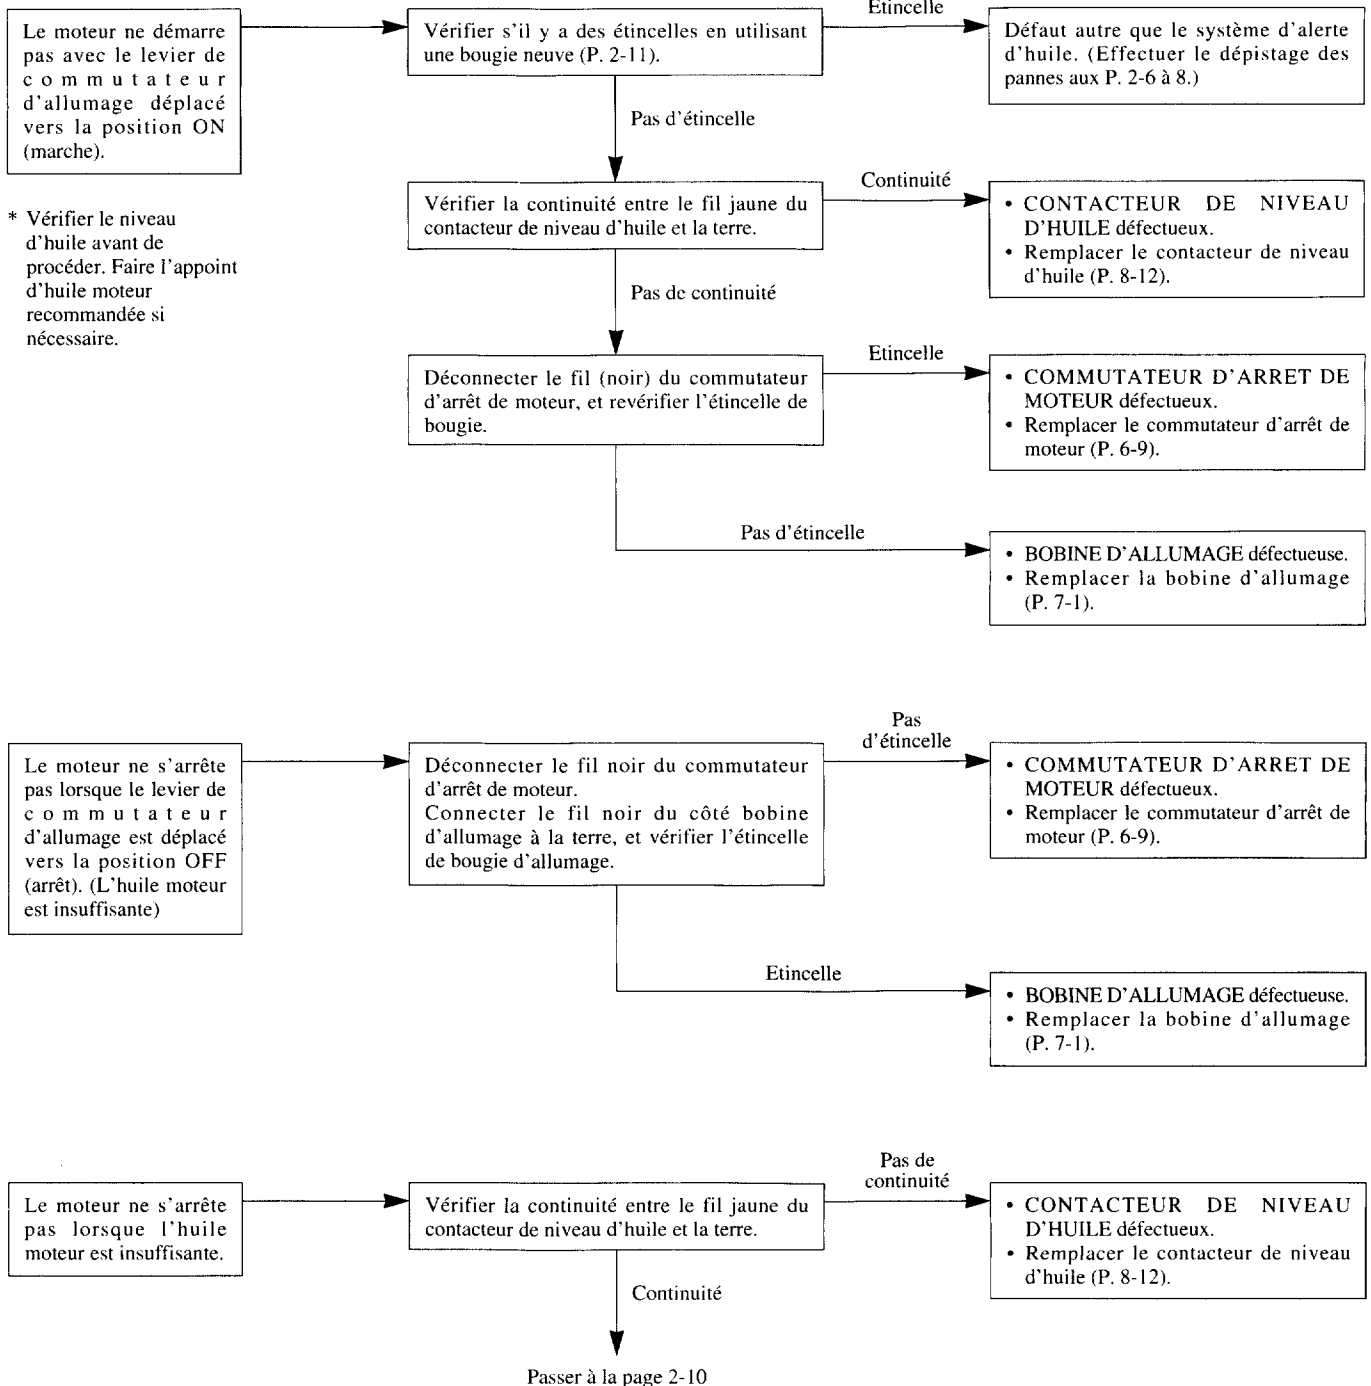 Le moteur ne démarre
pas avec le levier de
commutateur
d'allumage déplacé
vers la position ON
(marche).
* Vérifier le niveau
d'huile avant de
procéder. Faire l'appoint
d'huile moteur
recommandée si
nécessaire.
Vérifier s'il y a des étincelles en utilisant
une bougie neuve (P. 2-11).
Etincelle
Défaut autre que le système d'alerte
d'huile. (Effectuer le dépistage des
pannes aux P. 2-6 à 8.)
Pas d'étincelle
Vérifier la continuité entre le fil jaune du
contacteur de niveau d'huile et la terre.
Continuité
• CONTACTEUR DE NIVEAU
D'HUILE défectueux.
• Remplacer le contacteur de niveau
d'huile (P. 8-12).
Pas de continuité
Déconnecter le fil (noir) du commutateur
d'arrêt de moteur, et revérifier l'étincelle de
bougie.
Etincelle
• COMMUTATEUR D'ARRET DE
MOTEUR défectueux.
• Remplacer le commutateur d'arrêt de
moteur (P. 6-9).
Pas d'étincelle
• BOBINE D'ALLUMAGE défectueuse.
• Remplacer la bobine d'allumage
(P. 7-1).
Le moteur ne s'arrête
pas lorsque le levier de
commutateur
d'allumage est déplacé
vers la position OFF
(arrêt). (L'huile moteur
est insuffisante)
Déconnecter le fil noir du commutateur
d'arrêt de moteur.
Connecter le fil noir du côté bobine
d'allumage à la terre, et vérifier l'étincelle
de bougie d'allumage.
Pas
d'étincelle
• COMMUTATEUR D'ARRET DE
MOTEUR défectueux.
• Remplacer le commutateur d'arrêt de
moteur (P. 6-9).
Etincelle
• BOBINE D'ALLUMAGE défectueuse.
• Remplacer la bobine d'allumage
(P. 7-1).
Le moteur ne s'arrête
pas lorsque l'huile
moteur est insuffisante.
Vérifier la continuité entre le fil jaune du
contacteur de niveau d'huile et la terre.
Pas de
continuité
• CONTACTEUR DE NIVEAU
D'HUILE défectueux.
• Remplacer le contacteur de niveau
d'huile (P. 8-12).
Continuité
Passer à la page 2-10